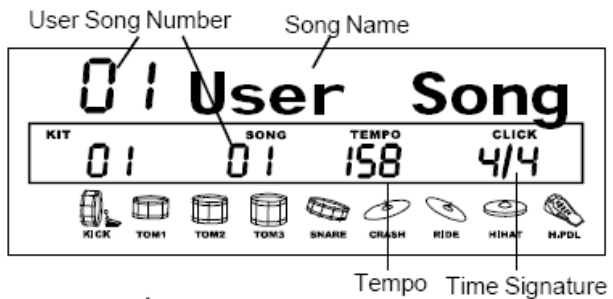 User Song Number Song Name
01 User Song
KIT SONG TEMPO CLICK
01 01 158 4/4
KICK TOM1 TOM2 TOM3 SNARE CRASH RIDE HIHAT H.PDL
Tempo Time Signature